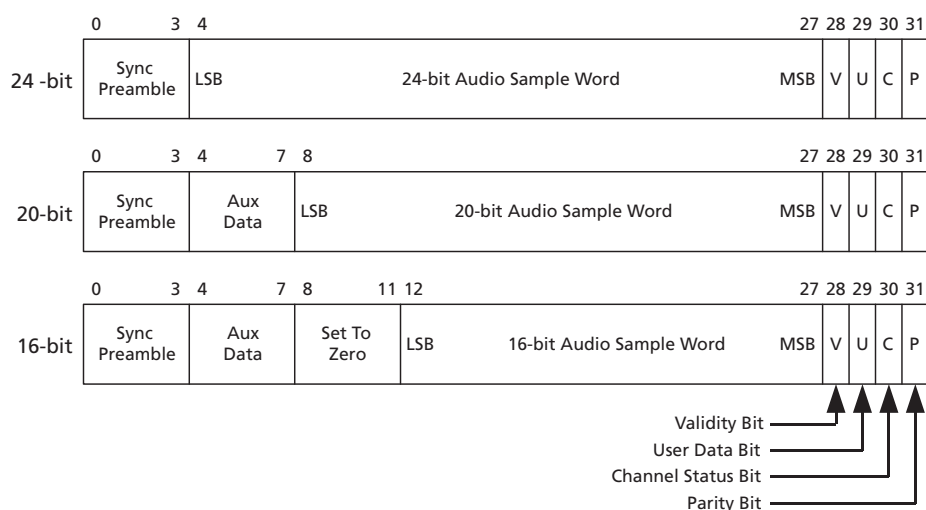 0 3 4 27 28 29 30 31
24 -bit Sync Preamble LSB 24-bit Audio Sample Word MSB V U C P
0 3 4 7 8 27 28 29 30 31
20-bit Sync Preamble Aux Data LSB 20-bit Audio Sample Word MSB V U C P
0 3 4 7 8 11 12 27 28 29 30 31
16-bit Sync Preamble Aux Data Set To Zero LSB 16-bit Audio Sample Word MSB V U C P
Validity Bit
User Data Bit
Channel Status Bit
Parity Bit